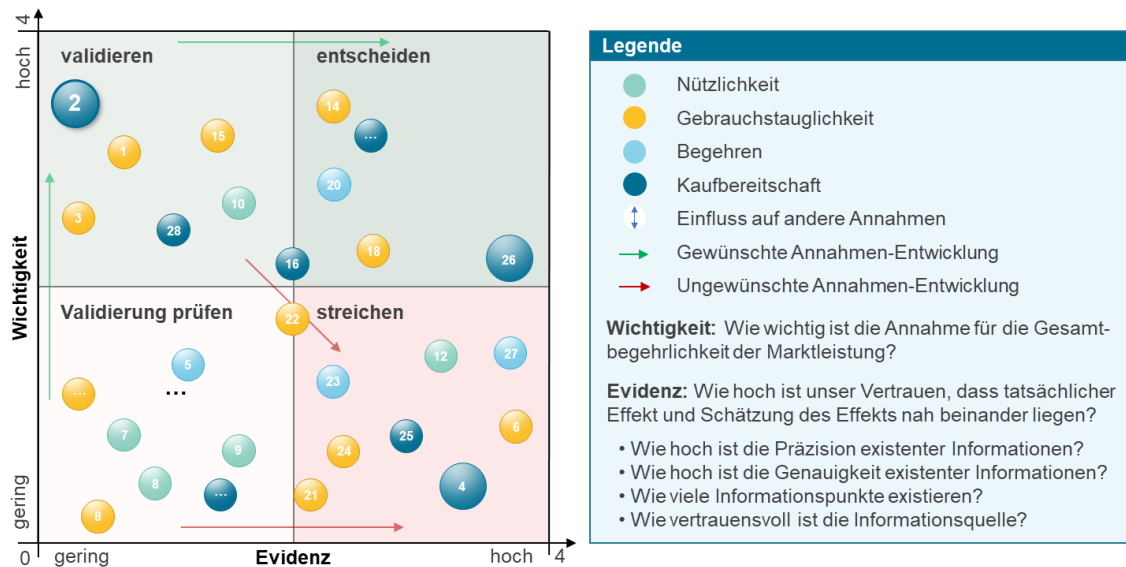 4
hoch
Wichtigkeit
gering
0
gering
Evidenz
hoch
4
validieren
entscheiden
Validierung prüfen
streichen
2
14
...
15
1
20
10
3
28
18
16
26
22
12
27
5
...
23
...
7
6
25
9
24
8
4
...
21
8
Legende
Nützlichkeit
Gebrauchstauglichkeit
Begehren
Kaufbereitschaft
Einfluss auf andere Annahmen
Gewünschte Annahmen-Entwicklung
Ungewünschte Annahmen-Entwicklung
Wichtigkeit: Wie wichtig ist die Annahme für die Gesamt-
begehrlichkeit der Marktleistung?
Evidenz: Wie hoch ist unser Vertrauen, dass tatsächlicher
Effekt und Schätzung des Effekts nah beinander liegen?
• Wie hoch ist die Präzision existenter Informationen?
• Wie hoch ist die Genauigkeit existenter Informationen?
• Wie viele Informationspunkte existieren?
• Wie vertrauensvoll ist die Informationsquelle?